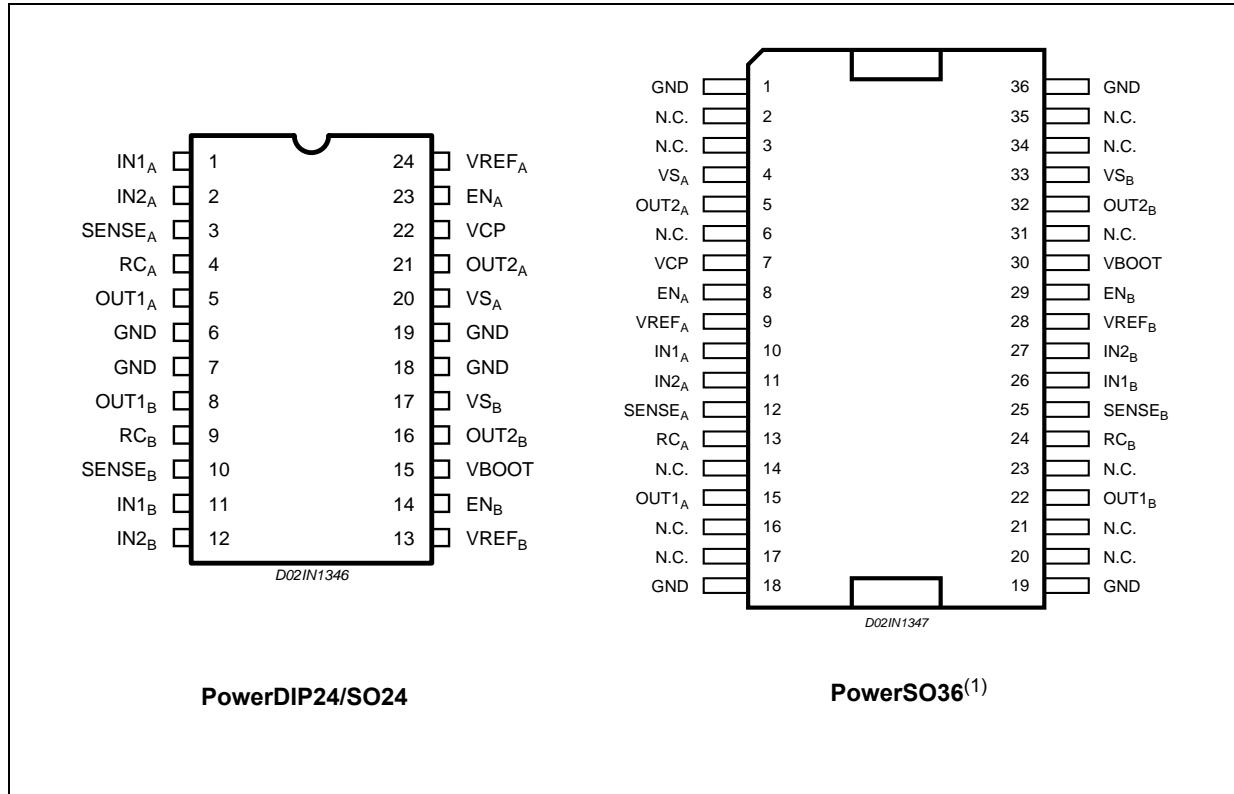 IN1A 1 24 VREFA
IN2A 2 23 ENA
SENSEA 3 22 VCP
RCA 4 21 OUT2A
OUT1A 5 20 VSA
GND 6 19 GND
GND 7 18 GND
OUT1B 8 17 VSB
RCB 9 16 OUT2B
SENSEB 10 15 VBOOT
IN1B 11 14 ENB
IN2B 12 13 VREFB
D02IN1346
PowerDIP24/SO24
GND 1 36 GND
N.C. 2 35 N.C.
N.C. 3 34 N.C.
VSA 4 33 VSB
OUT2A 5 32 OUT2B
N.C. 6 31 N.C.
VCP 7 30 VBOOT
ENA 8 29 ENB
VREFA 9 28 VREFB
IN1A 10 27 IN2B
IN2A 11 26 IN1B
SENSEA 12 25 SENSEB
RCA 13 24 RCB
N.C. 14 23 N.C.
OUT1A 15 22 OUT1B
N.C. 16 21 N.C.
N.C. 17 20 N.C.
GND 18 19 GND
D02IN1347
PowerSO36(1)